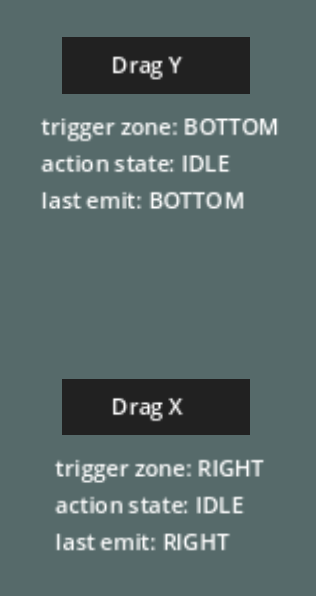 Drag Y
trigger zone: BOTTOM
action state: IDLE
last emit: BOTTOM
Drag X
trigger zone: RIGHT
action state: IDLE
last emit: RIGHT